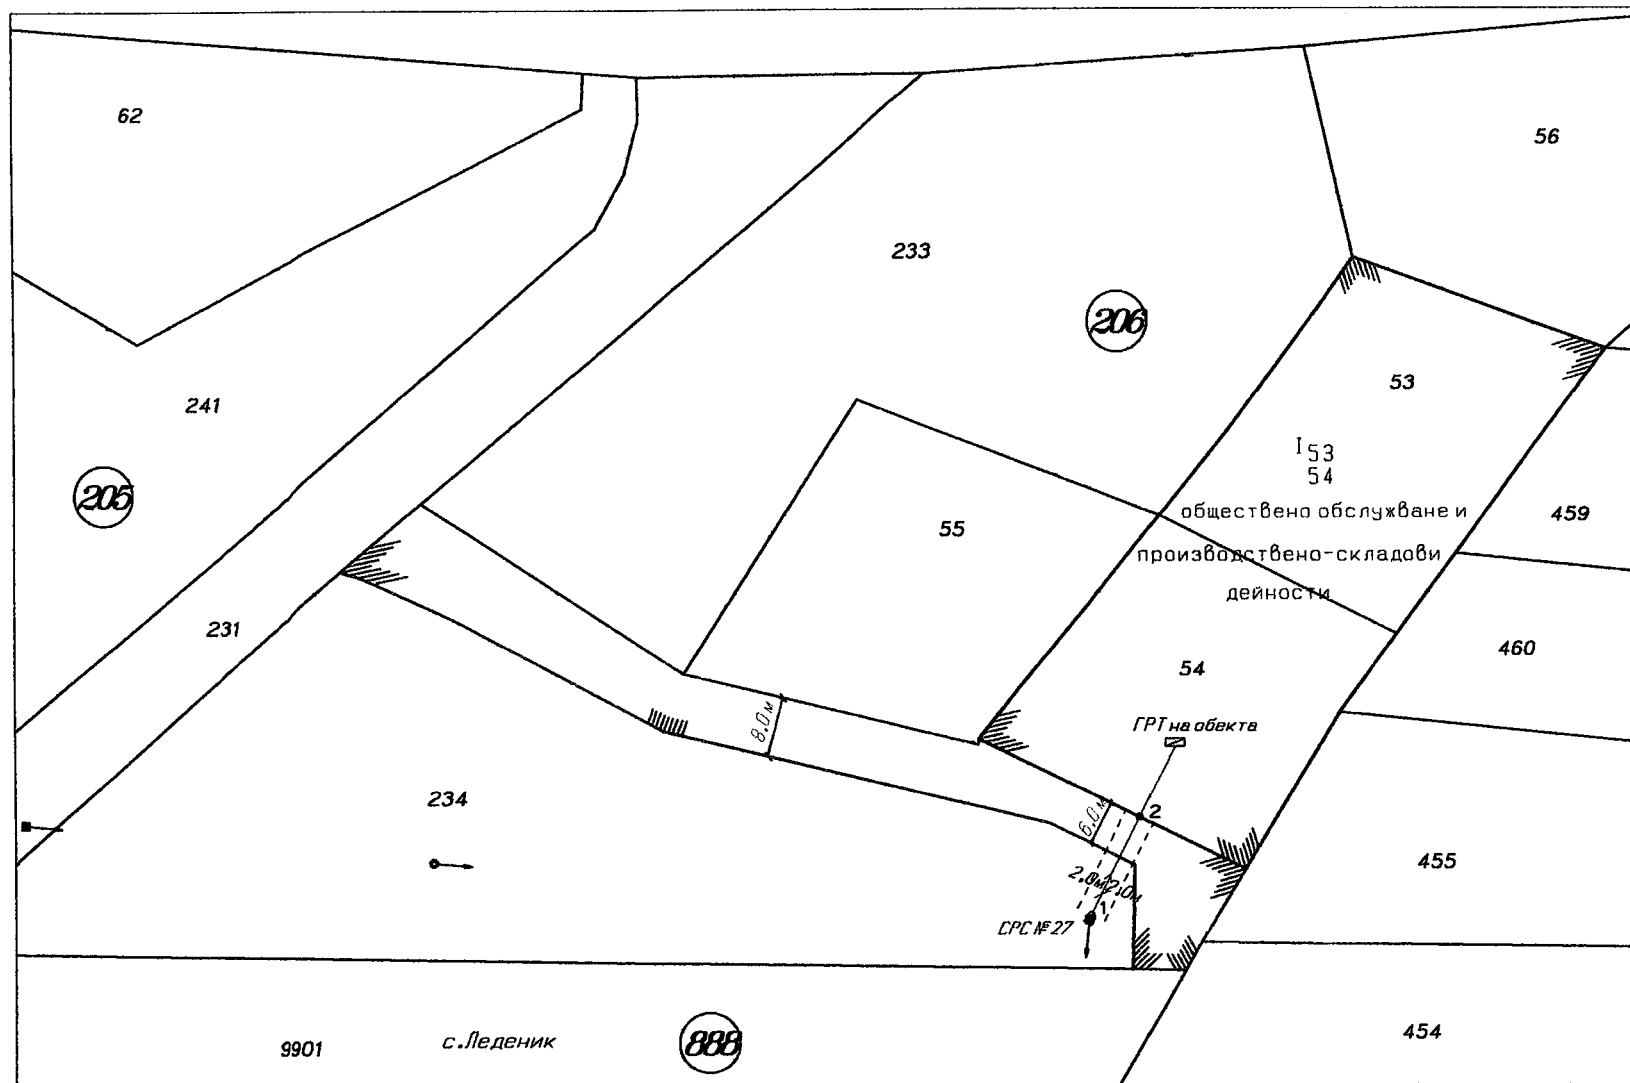 62
56
233
206
53
241
I 53
54
205
обществено обслужване и
459
55
производствено-складови
дейности
231
460
54
8.0м
ГРТ на обекта
234
6.0м
2
455
2.0м 2.0м
1
СРС № 27
454
9901
с.Леденик
888